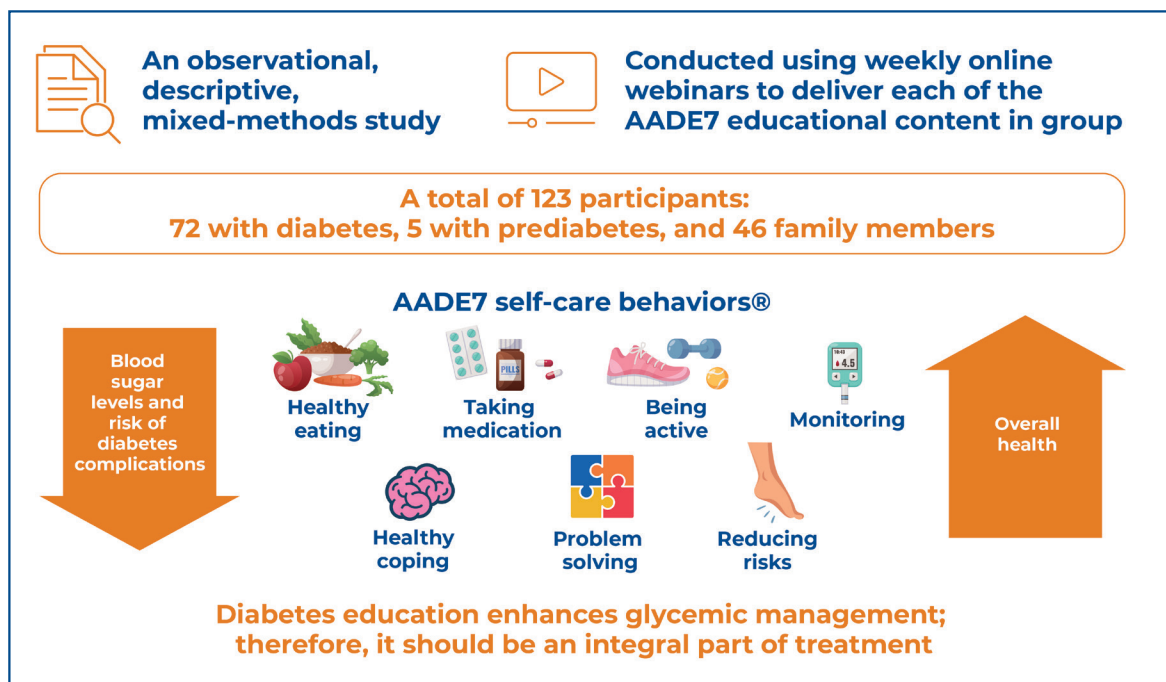 An observational,
descriptive,
mixed-methods study
Conducted using weekly online
webinars to deliver each of the
AADE7 educational content in group
A total of 123 participants:
72 with diabetes, 5 with prediabetes, and 46 family members
AADE7 self-care behaviors®
Blood
sugar
levels and
risk of
diabetes
complications
PILLS
Healthy
eating
Taking
medication
Being
active
10:43
4.5
Monitoring
Overall
health
Healthy
coping
Problem
solving
Reducing
risks
Diabetes education enhances glycemic management;
therefore, it should be an integral part of treatment